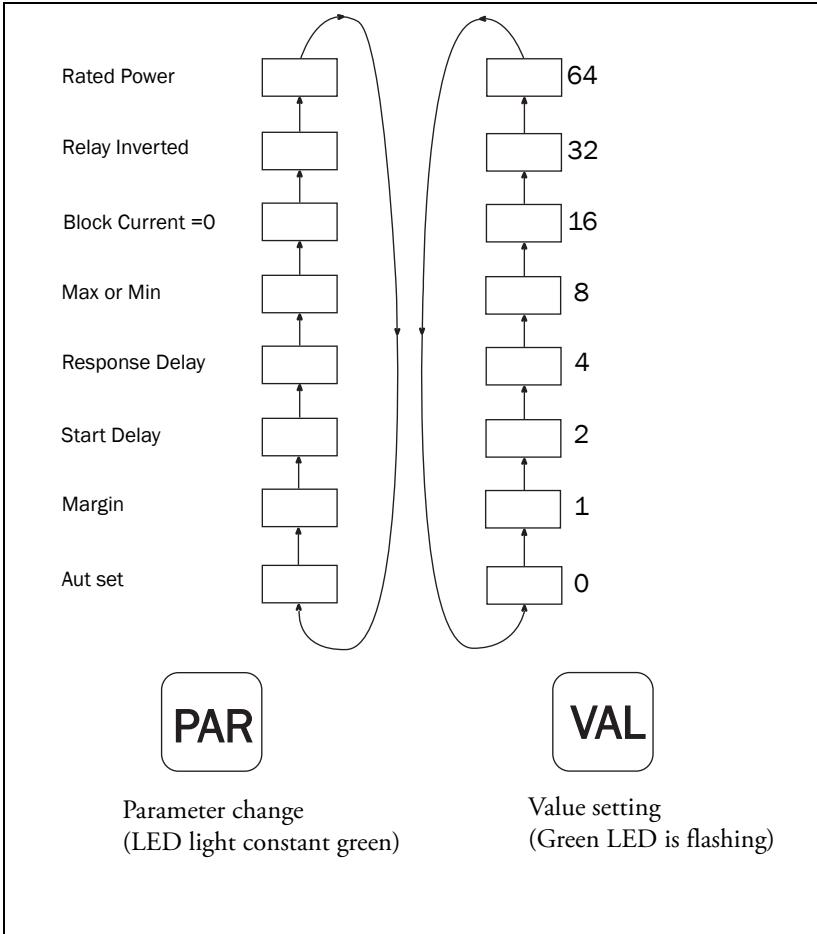 Rated Power
64
Relay Inverted
32
Block Current =0
16
Max or Min
8
Response Delay
4
Start Delay
2
Margin
1
Aut set
0
PAR
VAL
Parameter change
(LED light constant green)
Value setting
(Green LED is flashing)